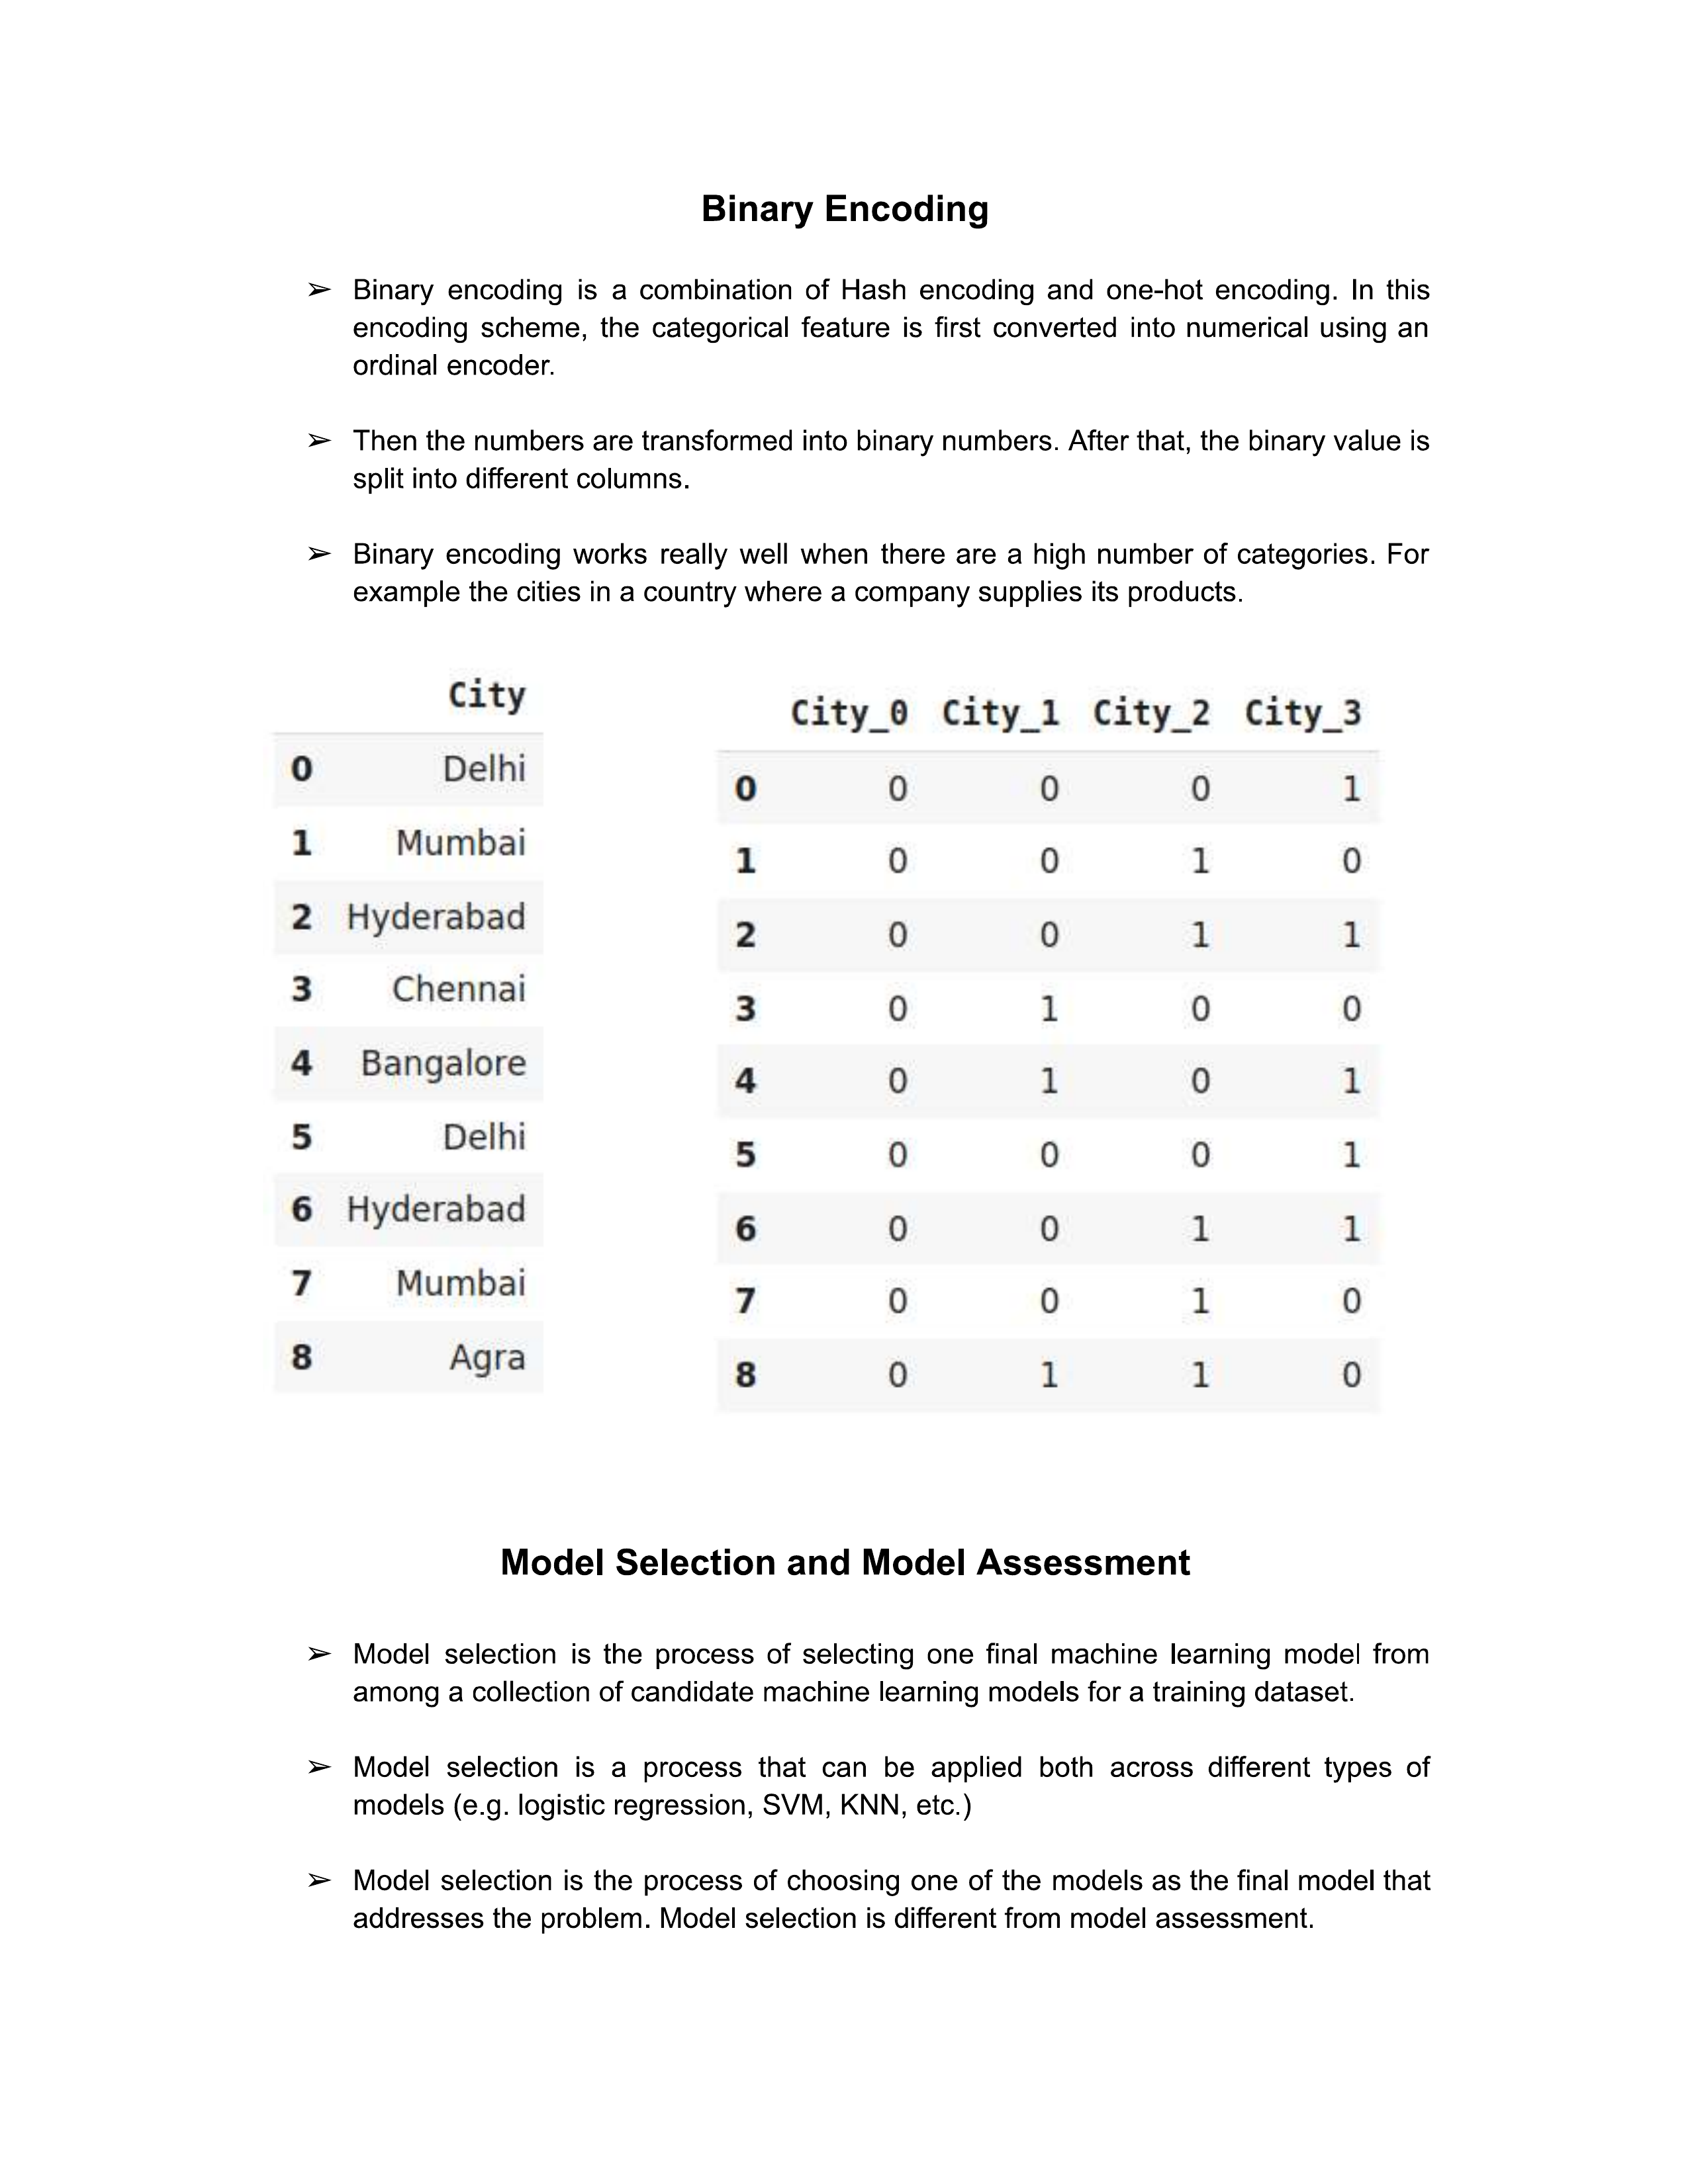 Binary Encoding
➢ Binary encoding is a combination of Hash encoding and one-hot encoding. In this
encoding scheme, the categorical feature is first converted into numerical using an
ordinal encoder.
➢ Then the numbers are transformed into binary numbers. After that, the binary value is
split into different columns.
➢ Binary encoding works really well when there are a high number of categories. For
example the cities in a country where a company supplies its products.
City
0 Delhi
1 Mumbai
2 Hyderabad
3 Chennai
4 Bangalore
5 Delhi
6 Hyderabad
7 Mumbai
8 Agra
City_0 City_1 City_2 City_3
0 0 0 0 1
1 0 0 1 0
2 0 0 1 1
3 0 1 0 0
4 0 1 0 1
5 0 0 0 1
6 0 0 1 1
7 0 0 1 0
8 0 1 1 0
Model Selection and Model Assessment
➢ Model selection is the process of selecting one final machine learning model from
among a collection of candidate machine learning models for a training dataset.
➢ Model selection is a process that can be applied both across different types of
models (e.g. logistic regression, SVM, KNN, etc.)
➢ Model selection is the process of choosing one of the models as the final model that
addresses the problem. Model selection is different from model assessment.